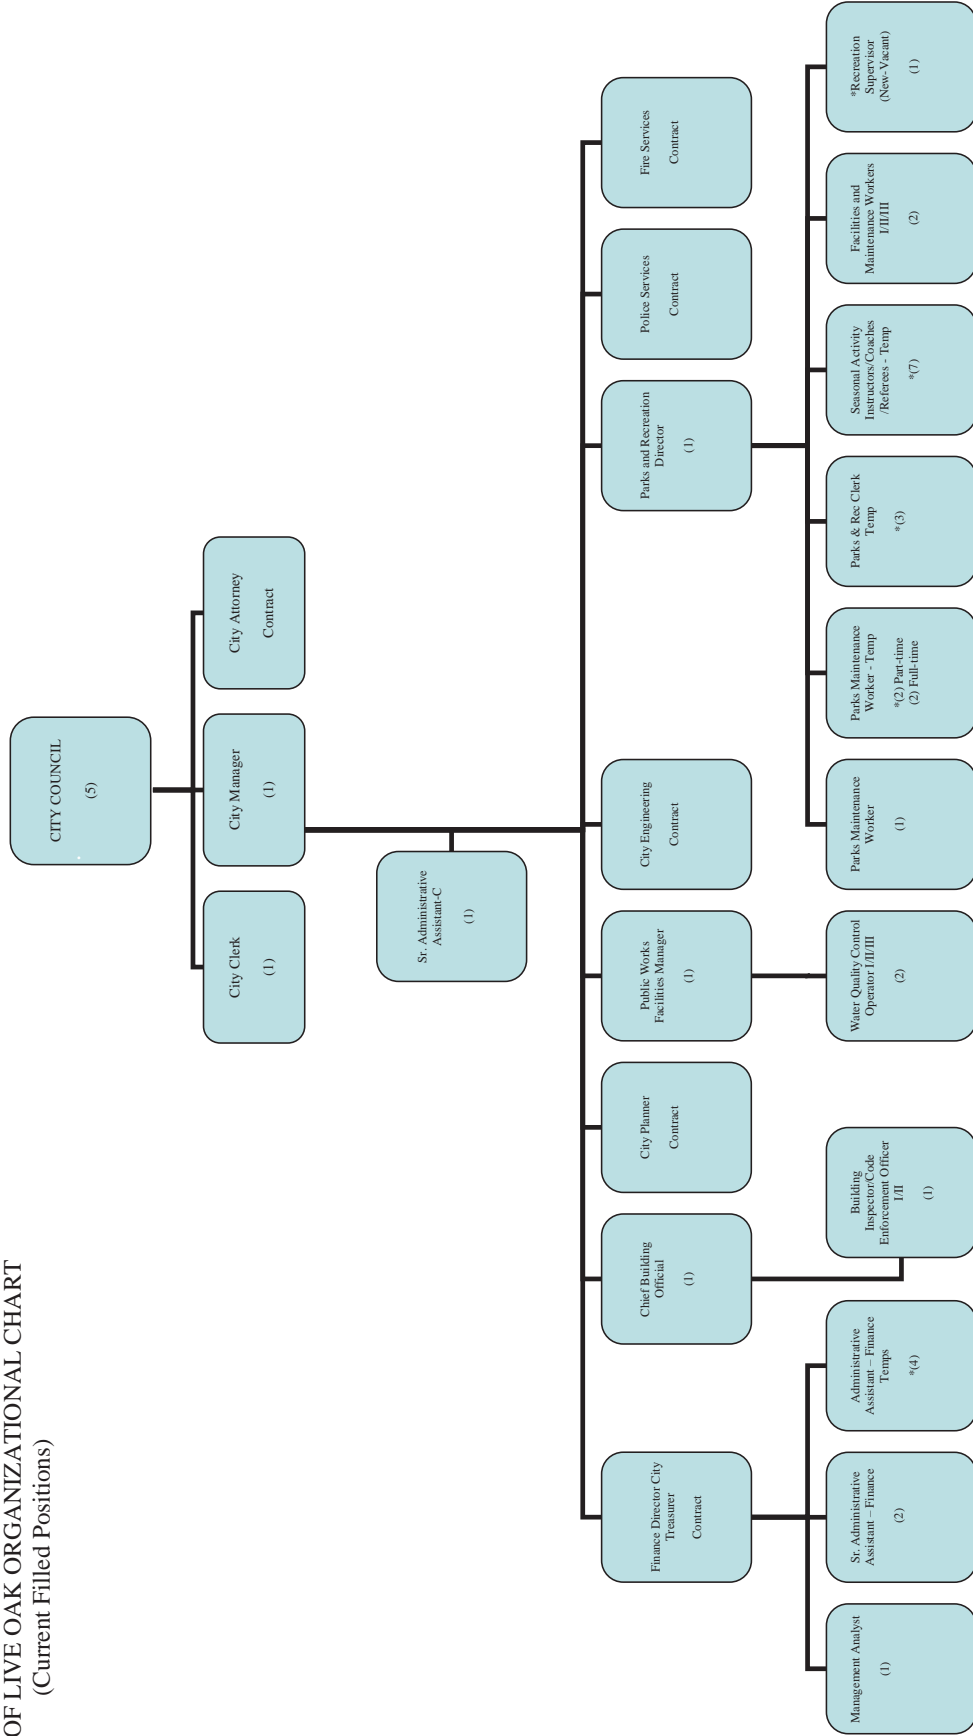 OF LIVE OAK ORGANIZATIONAL CHART
(Current Filled Positions)
CITY COUNCIL
(5)
City Clerk
(1)
City Manager
(1)
City Attorney
Contract
Sr. Administrative
Assistant-C
(1)
Finance Director City
Treasurer
Contract
Chief Building
Official
(1)
City Planner
Contract
Public Works
Facilities Manager
(1)
City Engineering
Contract
Parks and Recreation
Director
(1)
Police Services
Contract
Fire Services
Contract
Management Analyst
(1)
Sr. Administrative
Assistant – Finance
(2)
Administrative
Assistant – Finance
Temps
*(4)
Building
Inspector/Code
Enforcement Officer
I/II
(1)
Water Quality Control
Operator I/II/III
(2)
Parks Maintenance
Worker
(1)
Parks Maintenance
Worker - Temp
*(2) Part-time
(2) Full-time
Parks & Rec Clerk
Temp
*(3)
Seasonal Activity
Instructors/Coaches
/Referees - Temp
*(7)
Facilities and
Maintenance Workers
I/II/III
(2)
*Recreation
Supervisor
(New-Vacant)
(1)